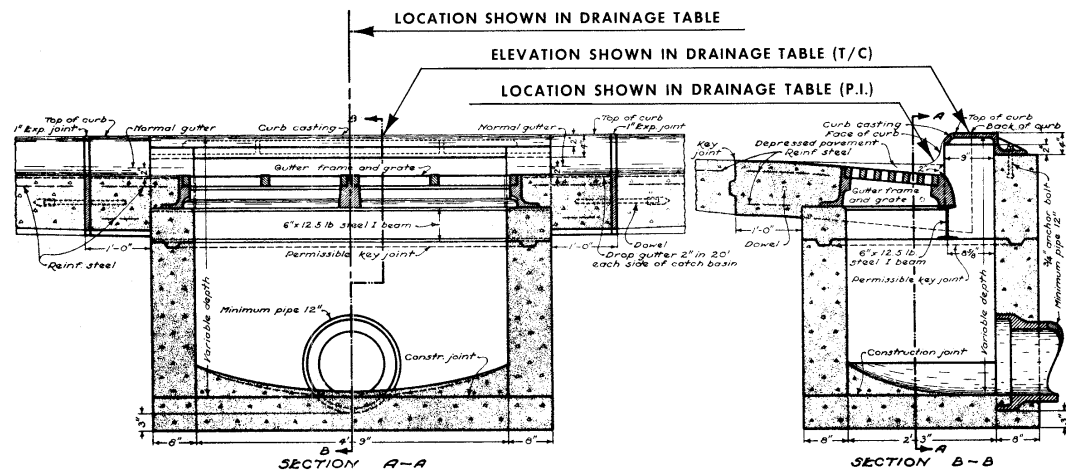 LOCATION SHOWN IN DRAINAGE TABLE
ELEVATION SHOWN IN DRAINAGE TABLE (T/C)
LOCATION SHOWN IN DRAINAGE TABLE (P.I.)
Top of curb
1" Exp. joint
Normal gutter
Curb casting
B
Normal gutter
Top of curb
1" Exp. joint
Gutter frame and grate
6" x 12.5 lb steel I beam
1'-0"
Permissible key joint
1'-0"
Reinf. steel
Dowel
Drop gutter 2" in 20'
each side of catch basin
Variable depth
Minimum pipe 12"
Constr. joint
3"
8"
4'-9"
8"
B
SECTION A-A
A
Curb casting
Face of curb
Top of curb
Back of curb
Key
joint
Depressed pavement
Reinf.
steel
9"
Gutter frame
and grate
1'-0"
Dowel
6" x 12.5 lb
steel I beam
Permissible key joint
¾" anchor bolt
Minimum pipe 12"
Variable depth
Construction joint
8"
2'-3"
8"
A
SECTION B-B